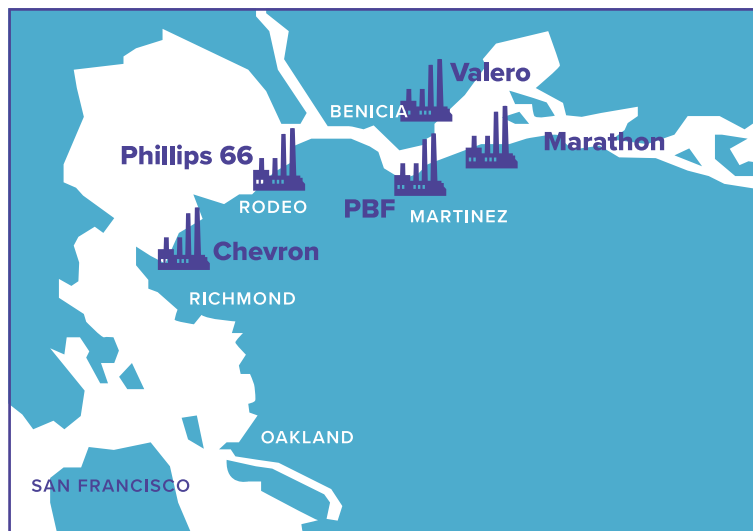 Valero
BENICIA
Marathon
Phillips 66
PBF
RODEO
MARTINEZ
Chevron
RICHMOND
OAKLAND
SAN FRANCISCO